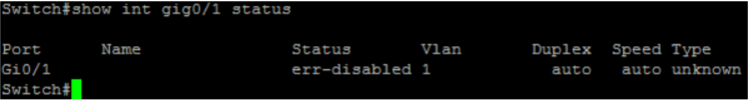 Switch#show int gig0/1 status
Port Name Status Vlan Duplex Speed Type
Gi0/1 err-disabled 1 auto auto unknown
Switch#